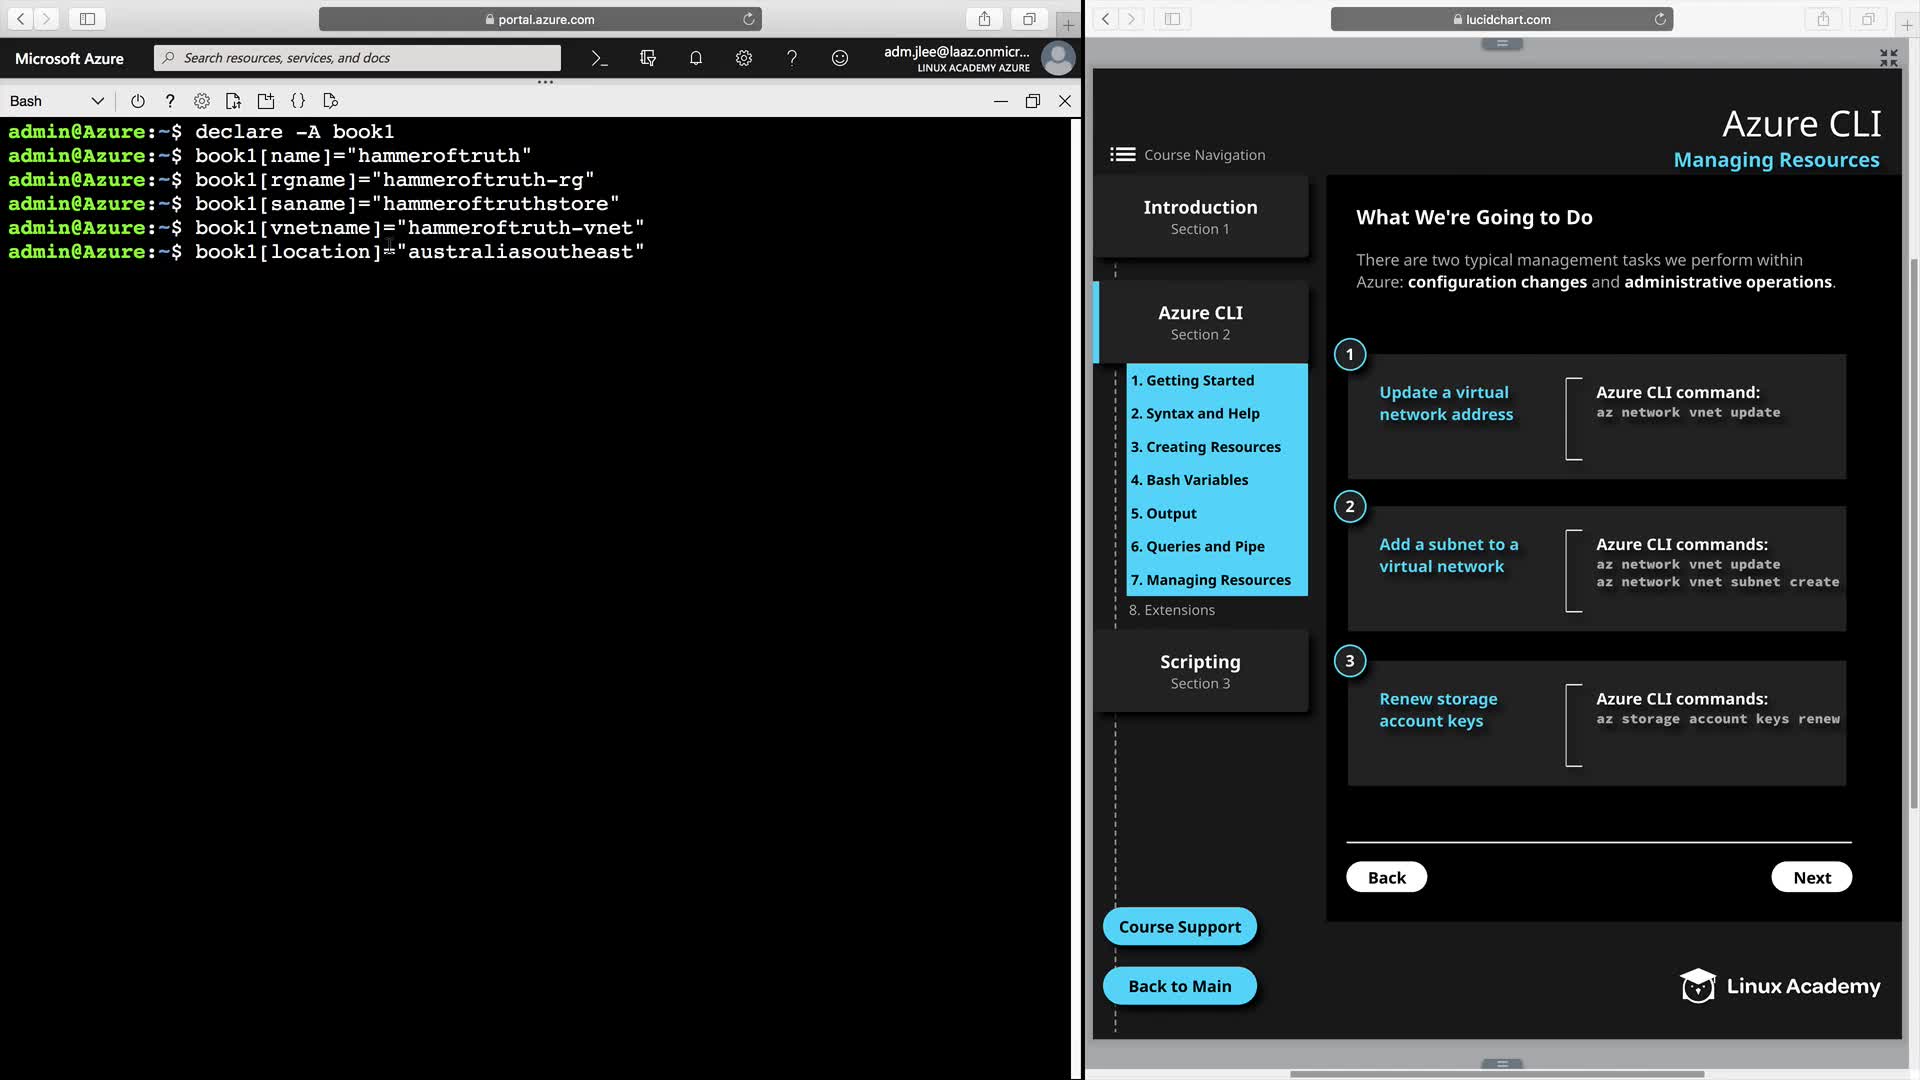 portal.azure.com
Microsoft Azure
Search resources, services, and docs
adm.jlee@laaz.onmicr...
LINUX ACADEMY AZURE
Bash
admin@Azure:~$ declare -A book1
admin@Azure:~$ book1[name]="hammeroftruth"
admin@Azure:~$ book1[rgname]="hammeroftruth-rg"
admin@Azure:~$ book1[saname]="hammeroftruthstore"
admin@Azure:~$ book1[vnetname]="hammeroftruth-vnet"
admin@Azure:~$ book1[location]="australiasoutheast"
lucidchart.com
Azure CLI
Managing Resources
Course Navigation
Introduction
Section 1
Azure CLI
Section 2
1. Getting Started
2. Syntax and Help
3. Creating Resources
4. Bash Variables
5. Output
6. Queries and Pipe
7. Managing Resources
8. Extensions
Scripting
Section 3
Course Support
Back to Main
What We're Going to Do
There are two typical management tasks we perform within
Azure: configuration changes and administrative operations.
1
Update a virtual
network address
Azure CLI command:
az network vnet update
2
Add a subnet to a
virtual network
Azure CLI commands:
az network vnet update
az network vnet subnet create
3
Renew storage
account keys
Azure CLI commands:
az storage account keys renew
Back
Next
Linux Academy